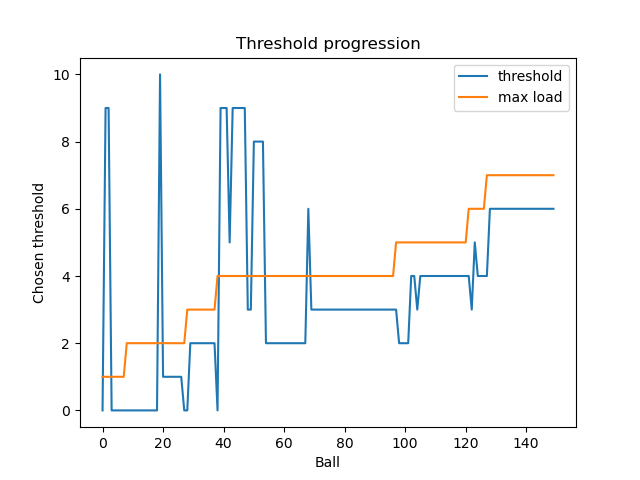 Threshold progression
threshold
max load
Chosen threshold
10
8
6
4
2
0
0 20 40 60 80 100 120 140
Ball